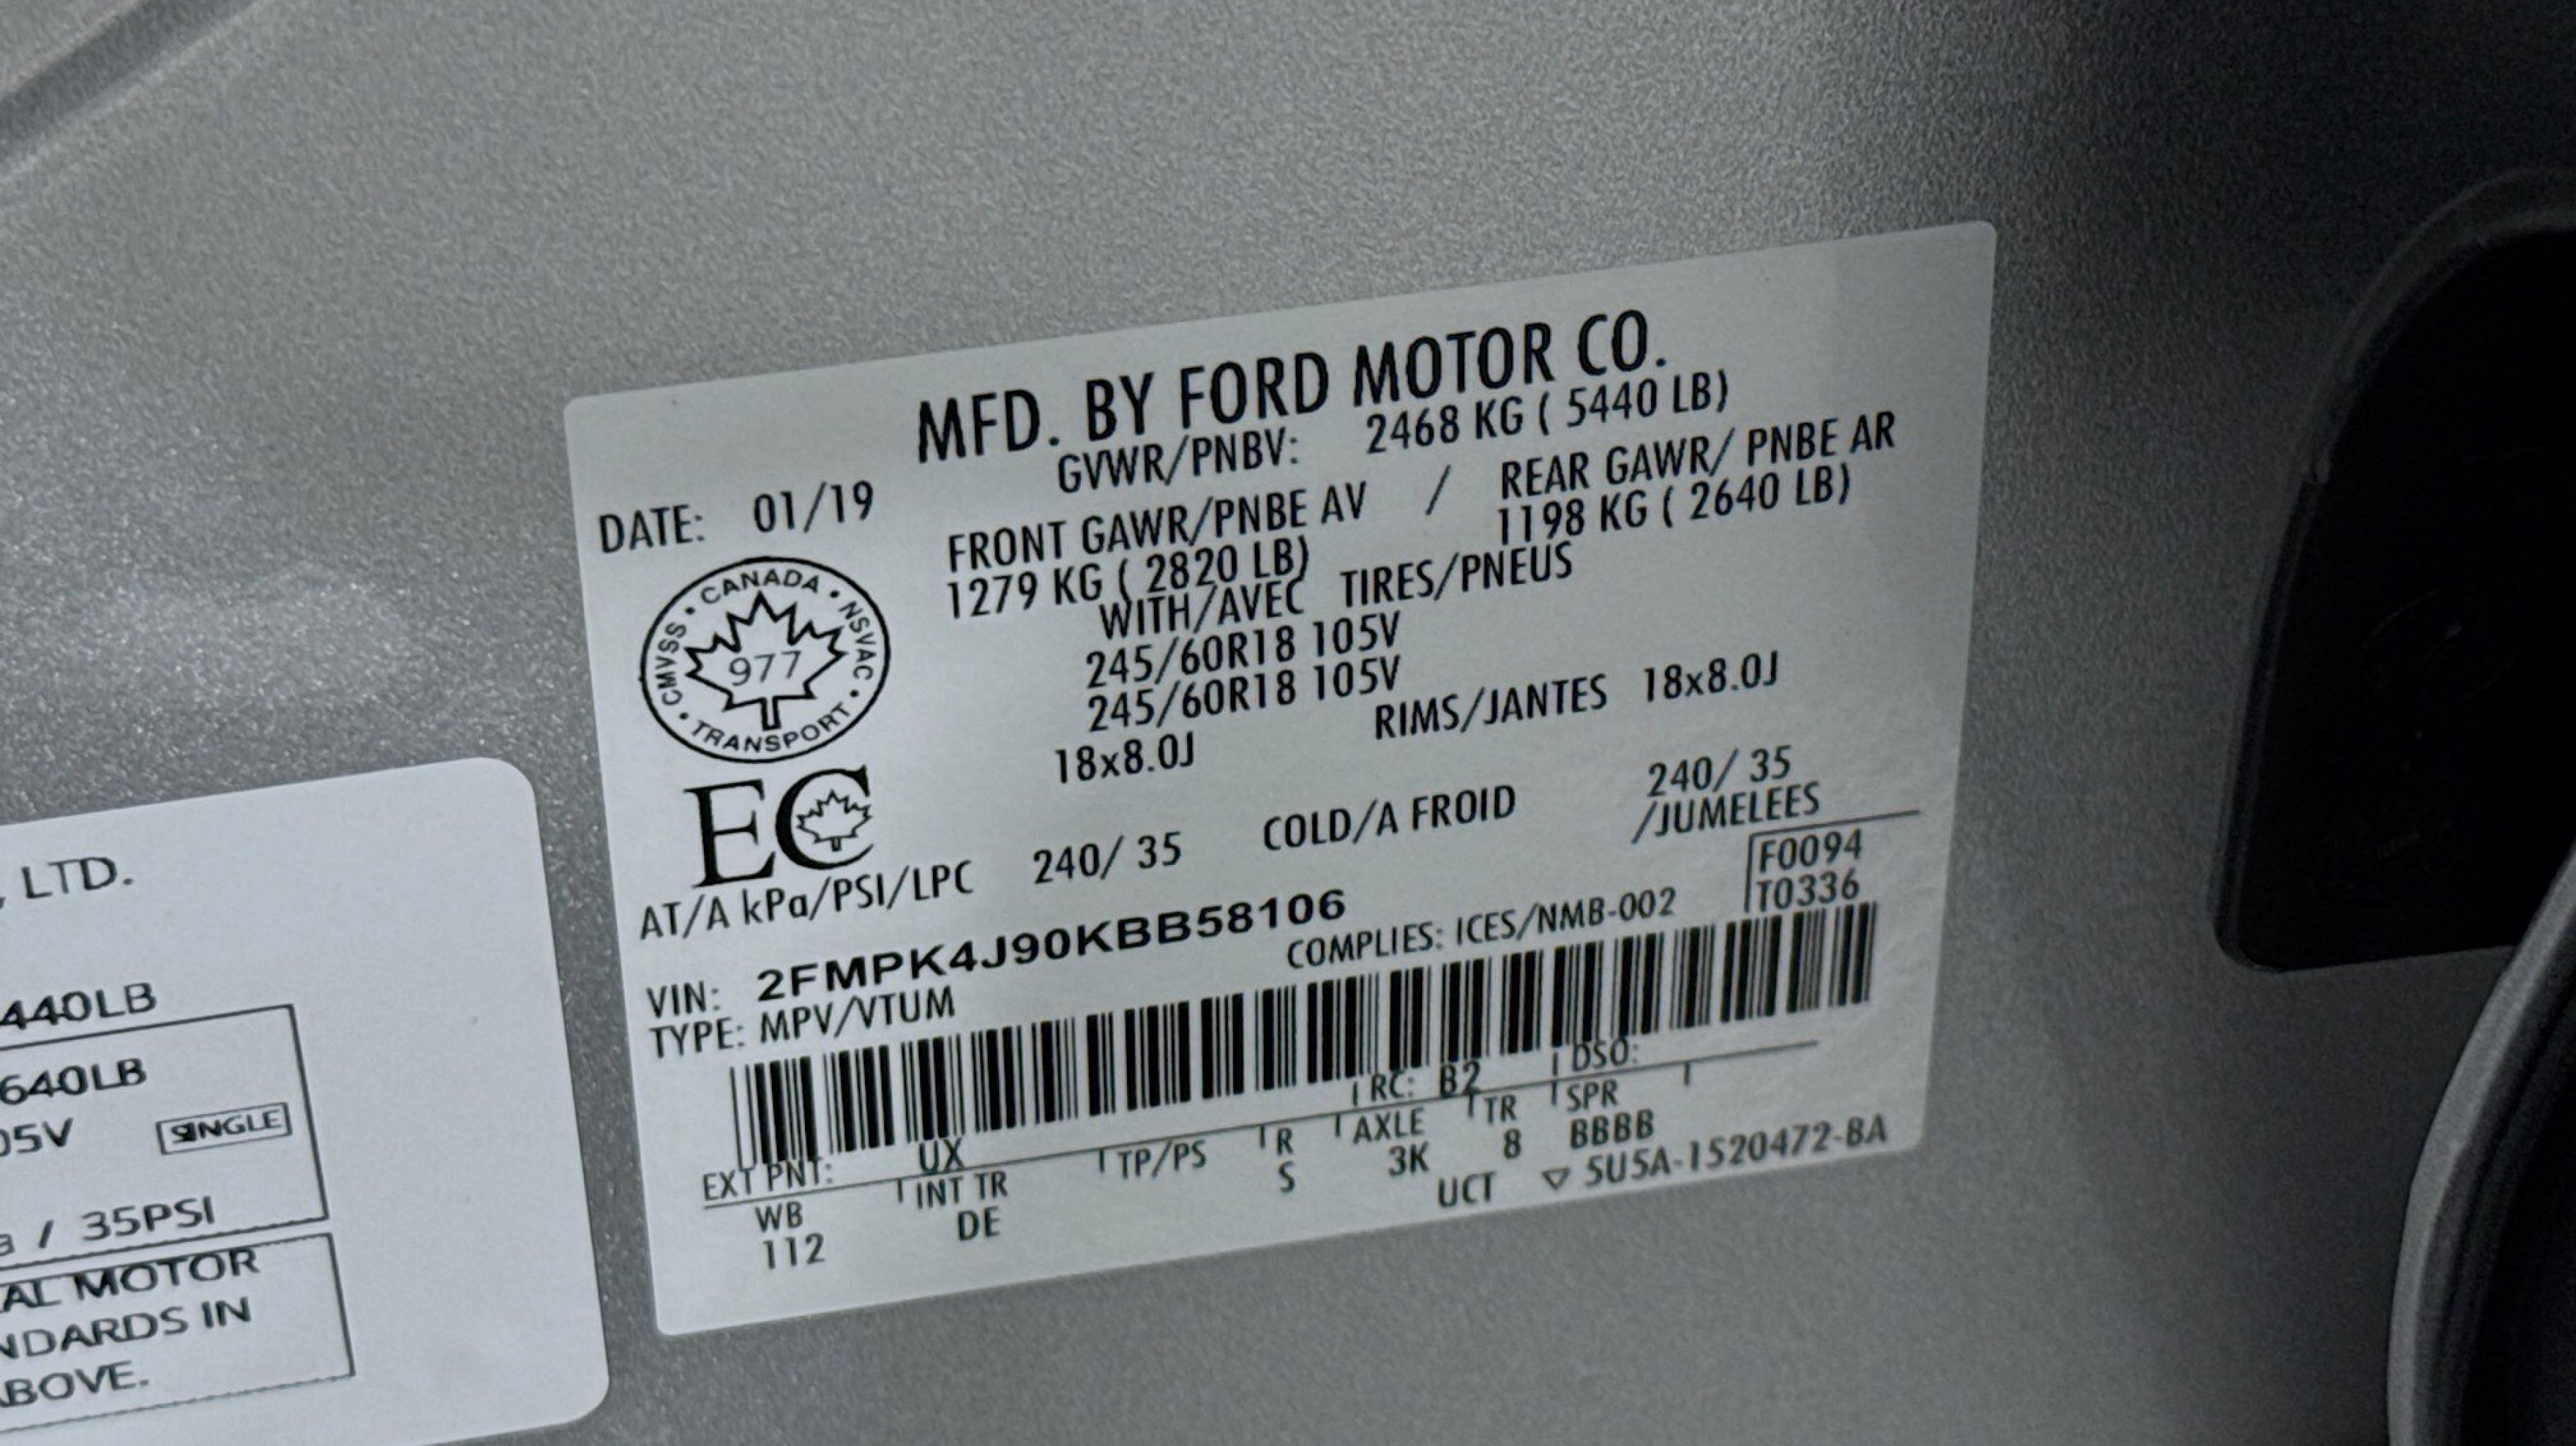 MFD. BY FORD MOTOR CO.
DATE: 01/19 GVWR/PNBV: 2468 KG ( 5440 LB)
FRONT GAWR/PNBE AV / REAR GAWR/ PNBE AR
1279 KG ( 2820 LB) 1198 KG ( 2640 LB)
WITH/AVEC TIRES/PNEUS
245/60R18 105V
245/60R18 105V
18x8.0J RIMS/JANTES 18x8.0J
AT/A kPa/PSI/LPC 240/ 35 COLD/A FROID 240/ 35
/JUMELEES
CANADA • NSVAC • TRANSPORT • CMVSS •
977
EC
F0094
T0336
VIN: 2FMPK4J90KBB58106
TYPE: MPV/VTUM COMPLIES: ICES/NMB-002
EXT PNT: UX RC: B2 DSO:
WB INT TR TP/PS R AXLE TR SPR
112 DE S 3K 8 BBBB
UCT ▽ 5U5A-1520472-BA
, LTD.
440LB
640LB
05V SINGLE
/ 35PSI
AL MOTOR
NDARDS IN
BOVE.